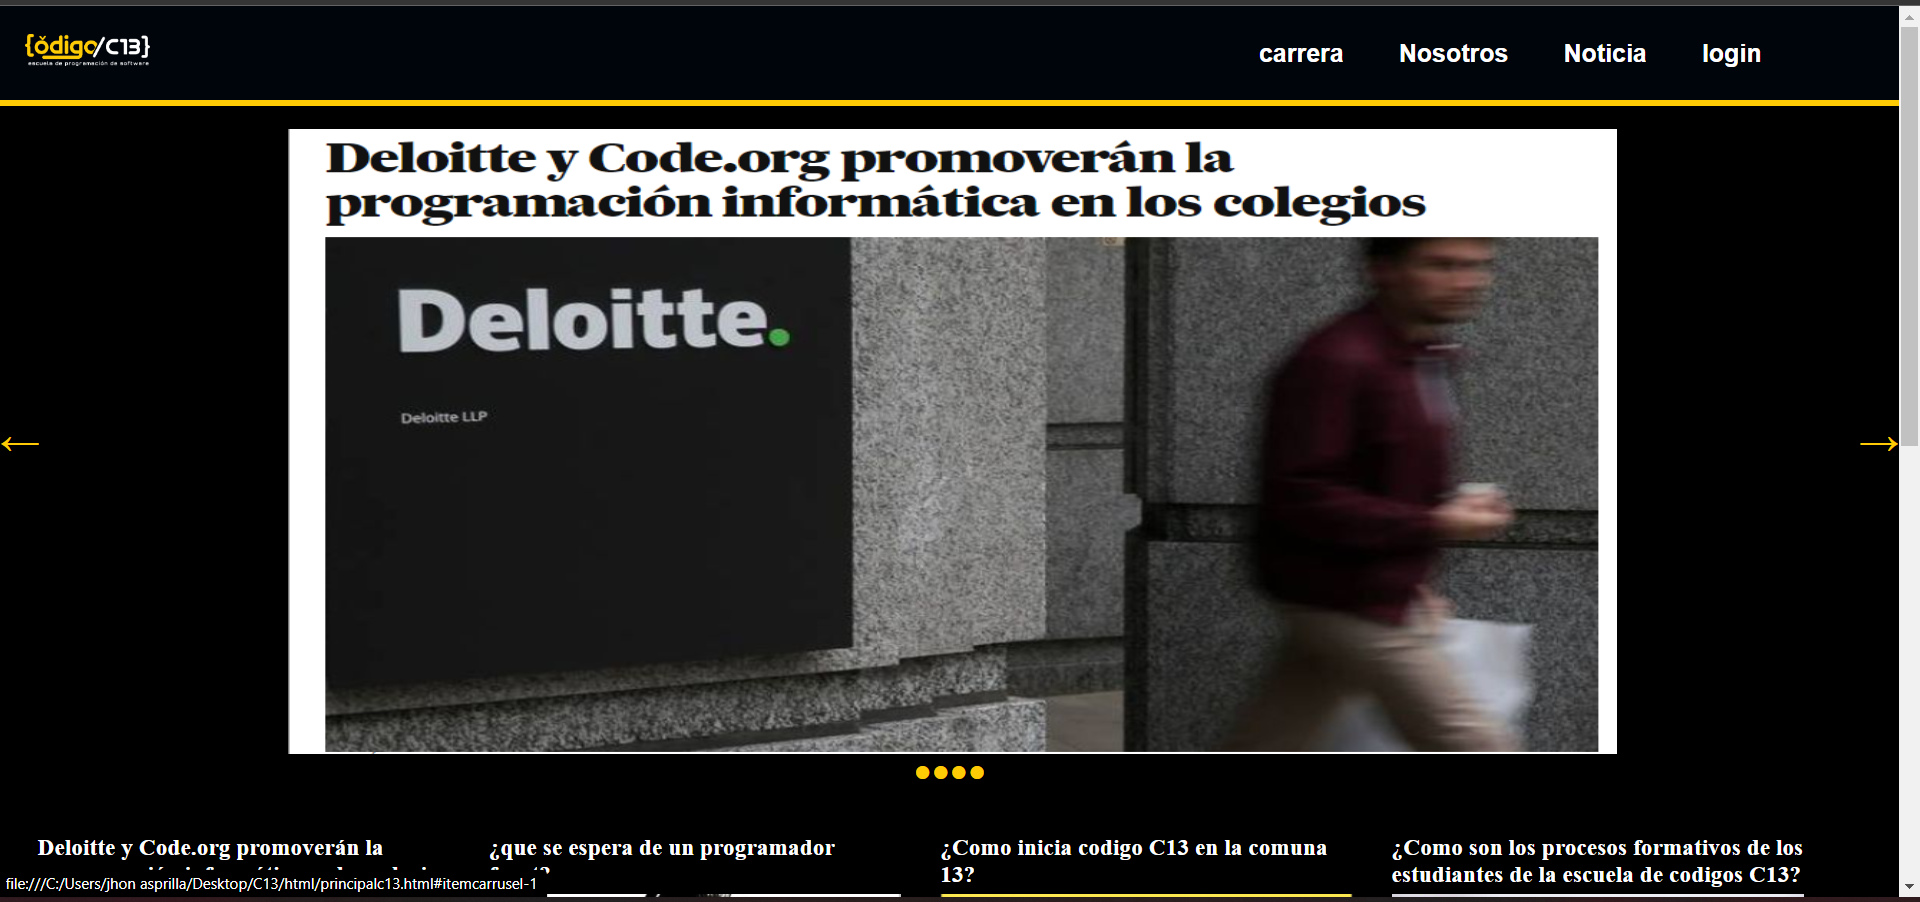 {ódigo/C13}
escuela de programación de software
carrera
Nosotros
Noticia
login
Deloitte y Code.org promoverán la
programación informática en los colegios
Deloitte.
Deloitte LLP
←
→
Deloitte y Code.org promoverán la
¿que se espera de un programador
¿Como inicia codigo C13 en la comuna
13?
¿Como son los procesos formativos de los
estudiantes de la escuela de codigos C13?
file:///C:/Users/jhon asprilla/Desktop/C13/html/principalc13.html#itemcarrusel-1